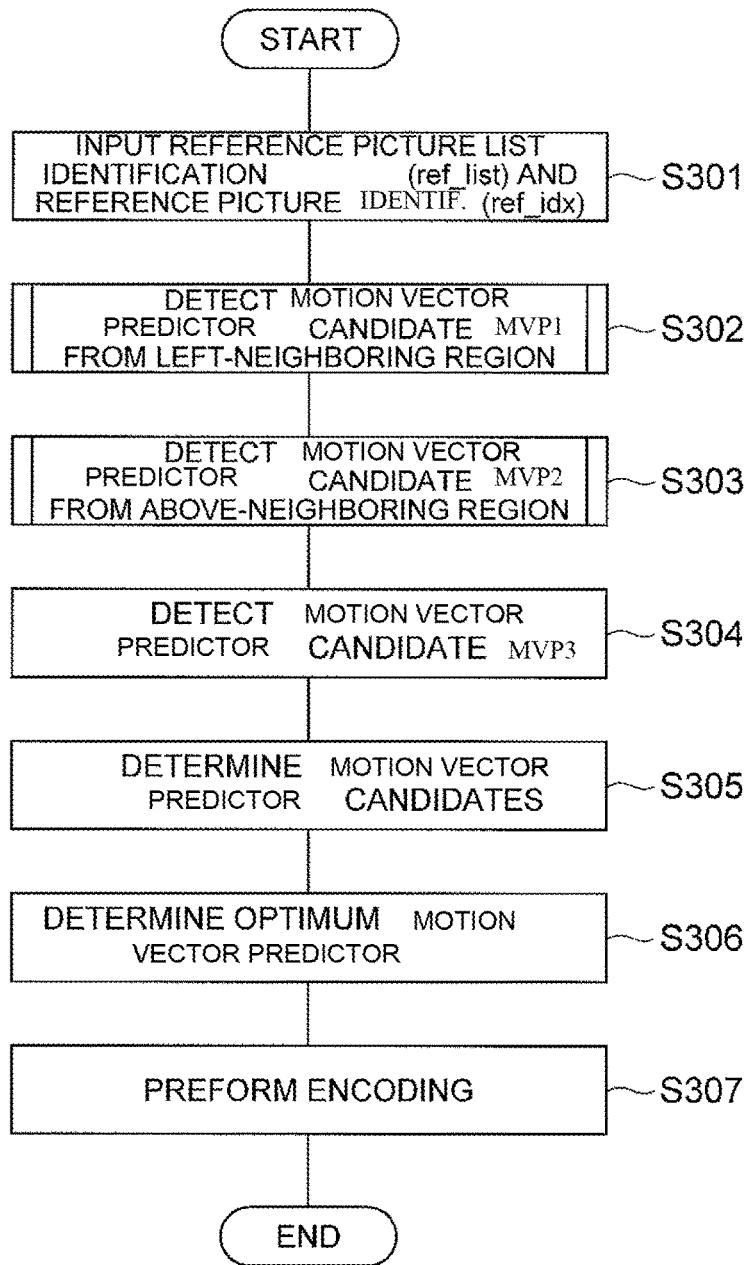 START
INPUT REFERENCE PICTURE LIST
IDENTIFICATION (ref_list) AND
REFERENCE PICTURE IDENTIF. (ref_idx)
S301
DETECT MOTION VECTOR
PREDICTOR CANDIDATE MVP1
FROM LEFT-NEIGHBORING REGION
S302
DETECT MOTION VECTOR
PREDICTOR CANDIDATE MVP2
FROM ABOVE-NEIGHBORING REGION
S303
DETECT MOTION VECTOR
PREDICTOR CANDIDATE MVP3
S304
DETERMINE MOTION VECTOR
PREDICTOR CANDIDATES
S305
DETERMINE OPTIMUM MOTION
VECTOR PREDICTOR
S306
PREFORM ENCODING
S307
END